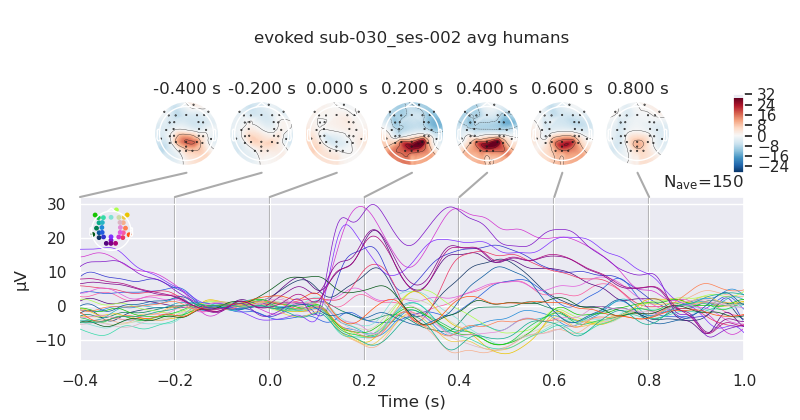 evoked sub-030_ses-002 avg humans
-0.400 s -0.200 s 0.000 s 0.200 s 0.400 s 0.600 s 0.800 s
32
24
16
8
0
−8
−16
−24
N_ave=150
30
20
10
0
−10
μV
−0.4 −0.2 0.0 0.2 0.4 0.6 0.8 1.0
Time (s)